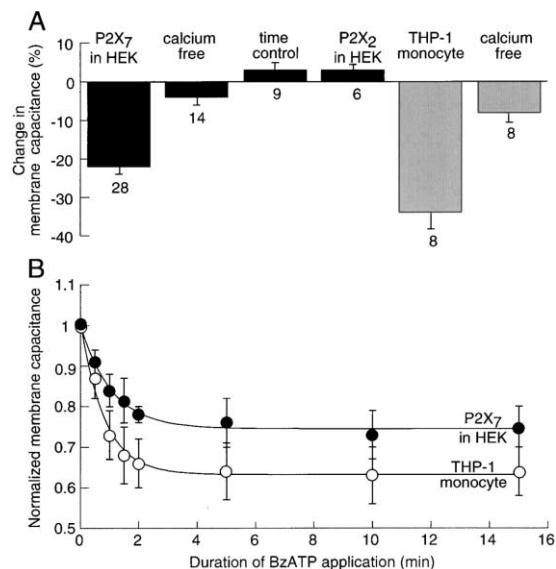 A
P2X7 in HEK
calcium free
time control
P2X2 in HEK
THP-1 monocyte
calcium free
Change in membrane capacitance (%)
10
0
-10
-20
-30
-40
28
14
9
6
8
8
B
Normalized membrane capacitance
1.1
1
0.9
0.8
0.7
0.6
0.5
P2X7 in HEK
THP-1 monocyte
0 2 4 6 8 10 12 14 16
Duration of BzATP application (min)